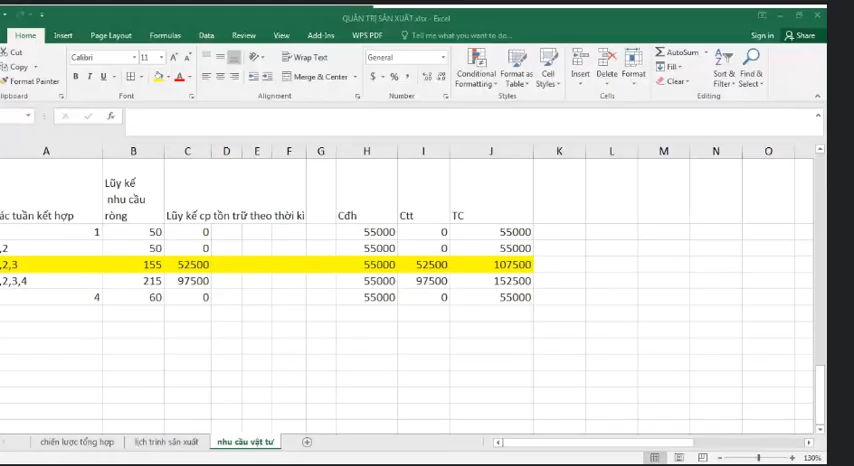 QUẢN TRỊ SẢN XUẤT.xlsx - Excel
Home Insert Page Layout Formulas Data Review View Add-Ins WPS PDF Tell me what you want to do... Sign in Share
Cut
Copy
Format Painter
lipboard
Calibri 11
B I U
Font
Wrap Text
Merge & Center
Alignment
General
$ % ,
Number
Conditional Formatting
Format as Table
Cell Styles
Styles
Insert Delete Format
Cells
AutoSum
Fill
Clear
Sort & Filter
Find & Select
Editing
fx
A B C D E F G H I J K L M N O
Lũy kế
nhu cầu
ác tuần kết hợp ròng Lũy kế cp tồn trữ theo thời kì Cđh Ctt TC
1 50 0 55000 0 55000
,2 50 0 55000 0 55000
,2,3 155 52500 55000 52500 107500
,2,3,4 215 97500 55000 97500 152500
4 60 0 55000 0 55000
chiến lược tổng hợp lịch trình sản xuất nhu cầu vật tư
130%